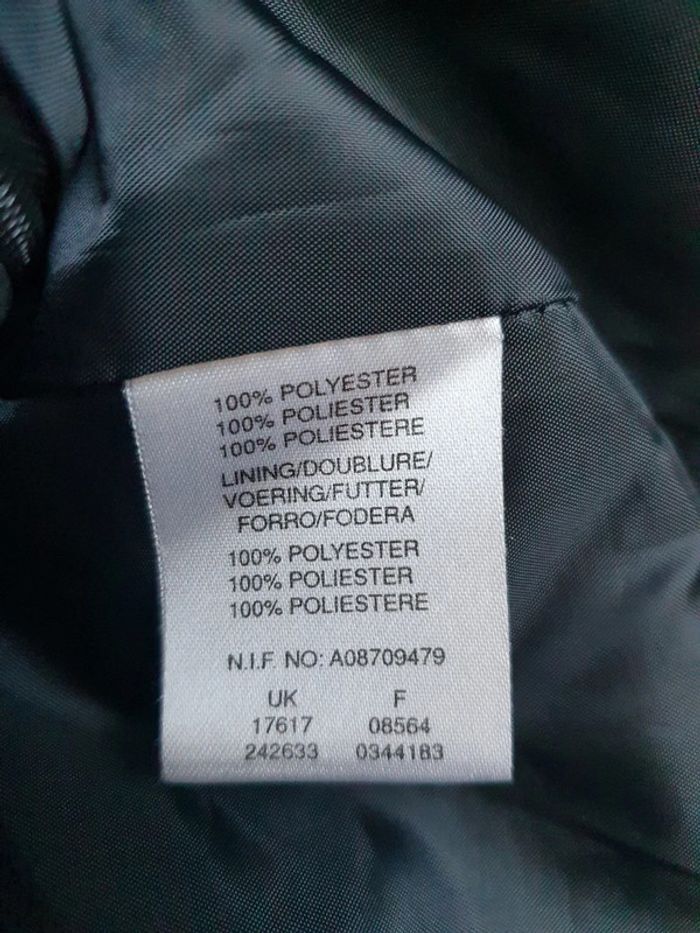 100% POLYESTER
100% POLIESTER
100% POLIESTERE
LINING/DOUBLURE/
VOERING/FUTTER/
FORRO/FODERA
100% POLYESTER
100% POLIESTER
100% POLIESTERE
N.I.F. NO: A08709479
UK F
17617 08564
242633 0344183